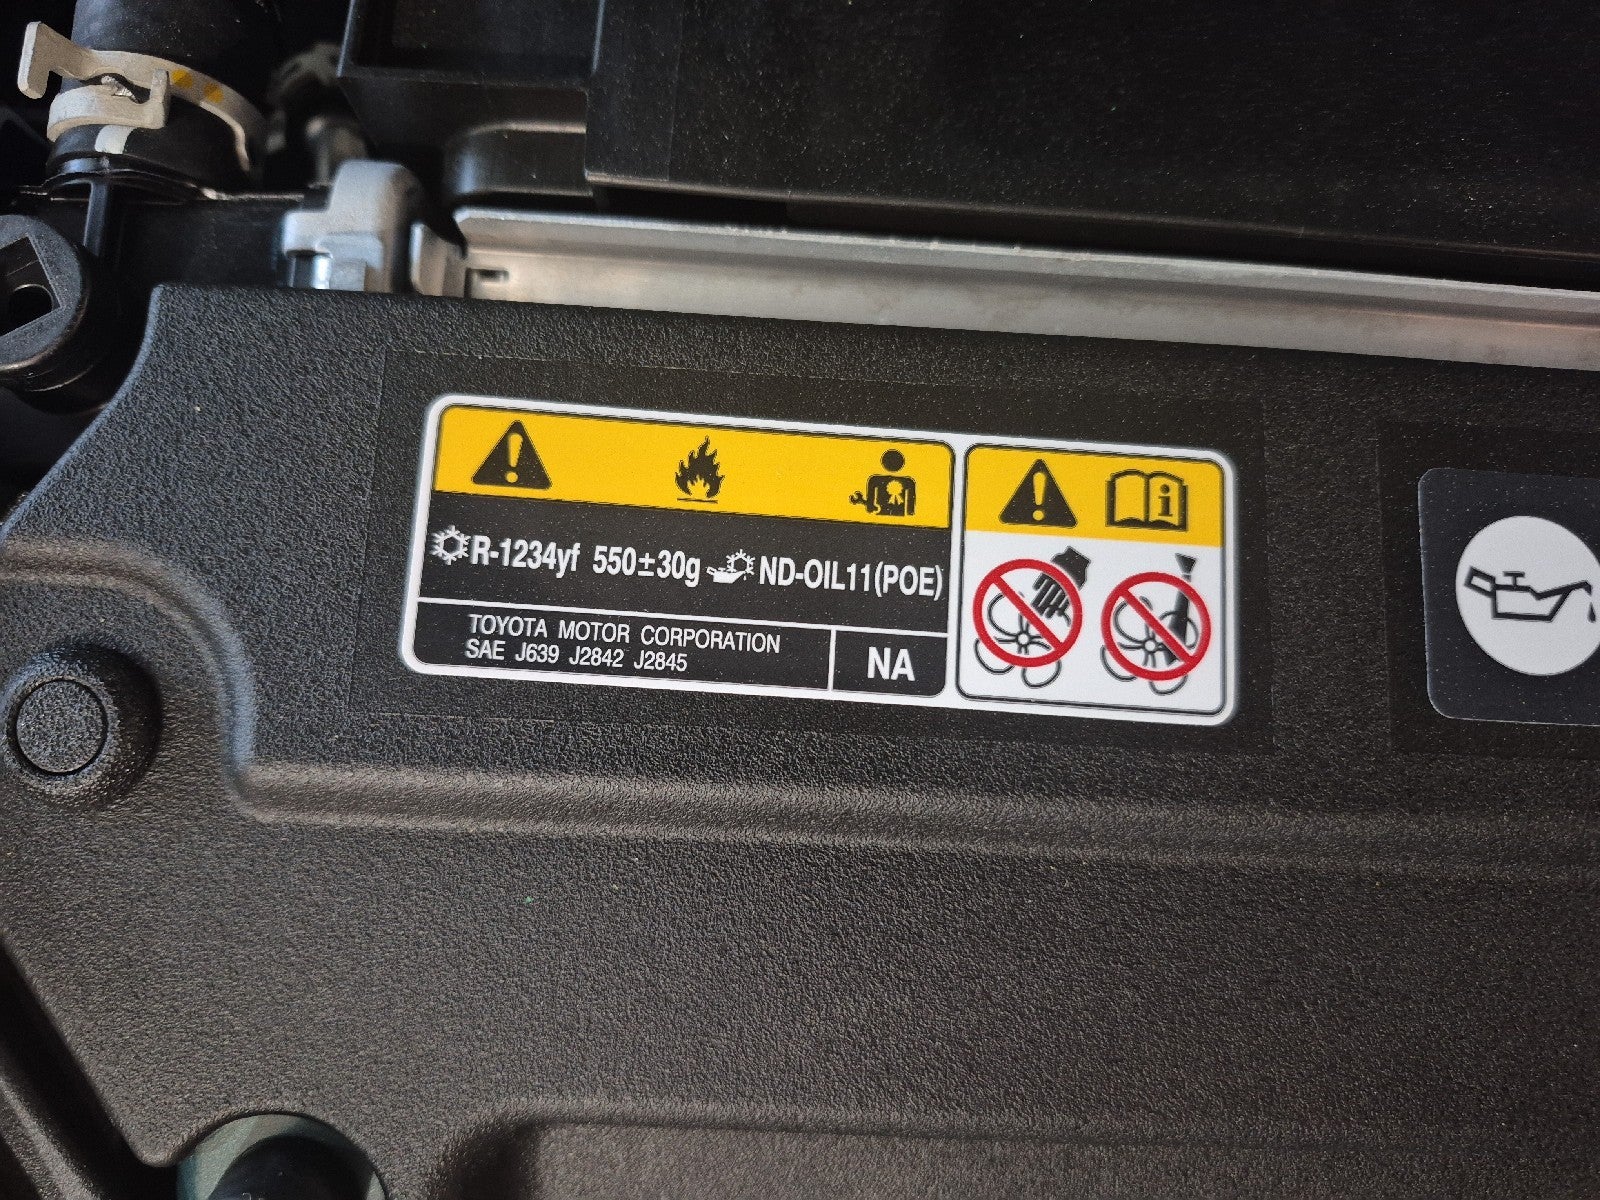 R-1234yf 550±30g ND-OIL11(POE)
TOYOTA MOTOR CORPORATION
SAE J639 J2842 J2845
NA